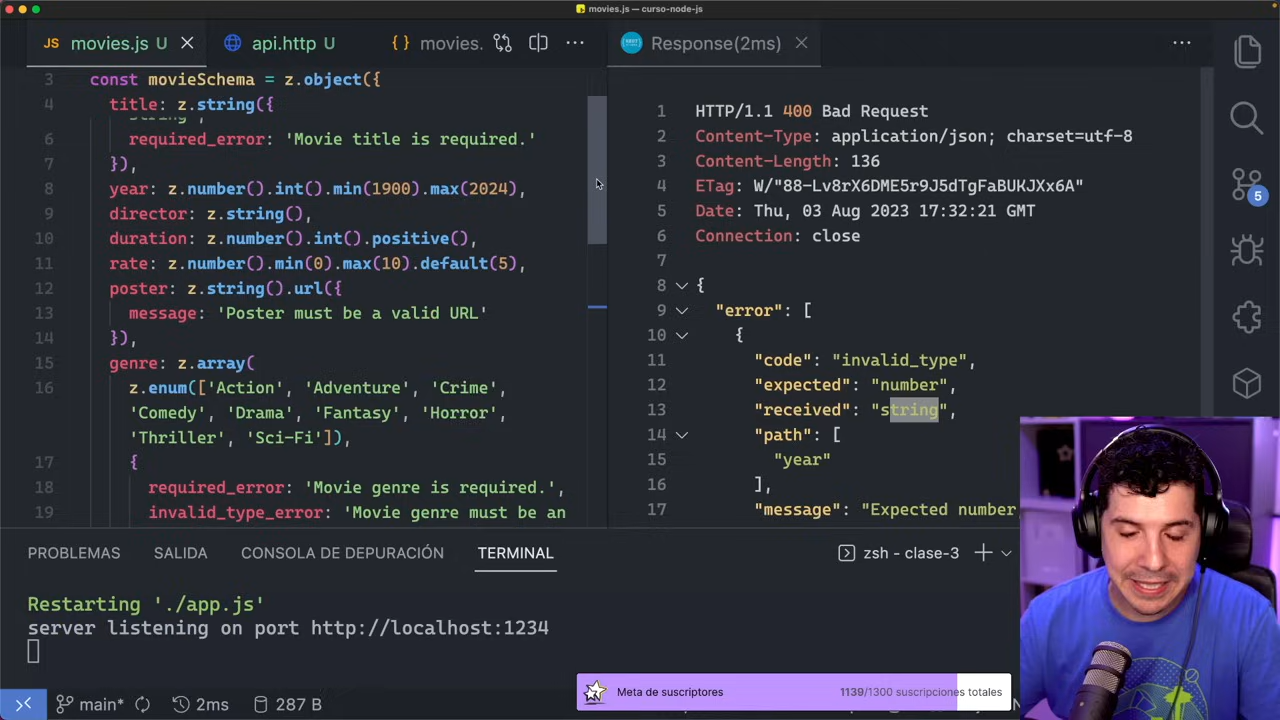 movies.js — curso-node-js
JS movies.js U
api.http U
{} movies.
Response(2ms)
3 const movieSchema = z.object({
4 title: z.string({
6 required_error: 'Movie title is required.'
7 }),
8 year: z.number().int().min(1900).max(2024),
9 director: z.string(),
10 duration: z.number().int().positive(),
11 rate: z.number().min(0).max(10).default(5),
12 poster: z.string().url({
13 message: 'Poster must be a valid URL'
14 }),
15 genre: z.array(
16 z.enum(['Action', 'Adventure', 'Crime',
'Comedy', 'Drama', 'Fantasy', 'Horror',
'Thriller', 'Sci-Fi']),
17 {
18 required_error: 'Movie genre is required.',
19 invalid_type_error: 'Movie genre must be an
1 HTTP/1.1 400 Bad Request
2 Content-Type: application/json; charset=utf-8
3 Content-Length: 136
4 ETag: W/"88-Lv8rX6DME5r9J5dTgFaBUKJXx6A"
5 Date: Thu, 03 Aug 2023 17:32:21 GMT
6 Connection: close
7
8 {
9 "error": [
10 {
11 "code": "invalid_type",
12 "expected": "number",
13 "received": "string",
14 "path": [
15 "year"
16 ],
17 "message": "Expected number
5
PROBLEMAS SALIDA CONSOLA DE DEPURACIÓN TERMINAL
zsh - clase-3
Restarting './app.js'
server listening on port http://localhost:1234
Meta de suscriptores 1139/1300 suscripciones totales
main* 2ms 287 B